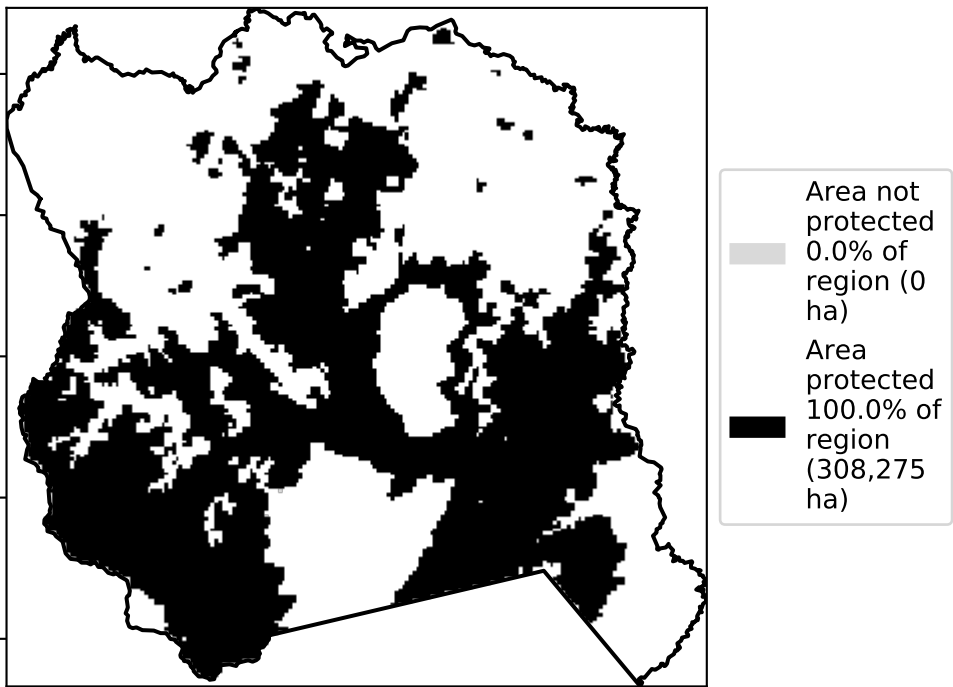 Area not
protected
0.0% of
region (0
ha)
Area
protected
100.0% of
region
(308,275
ha)